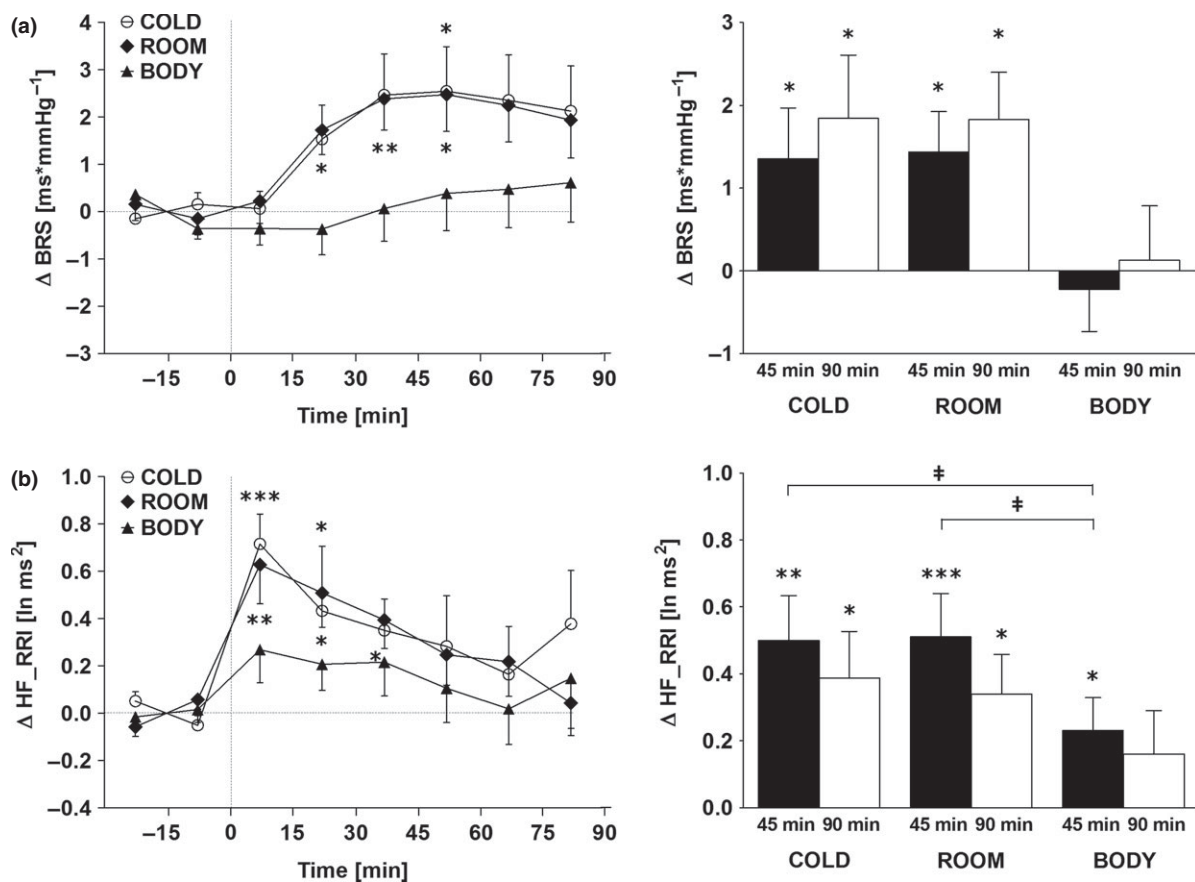 (a)
COLD
ROOM
BODY
4
3
2
1
0
–1
–2
–3
Δ BRS [ms*mmHg⁻¹]
*
*
**
*
–15 0 15 30 45 60 75 90
Time [min]
3
2
1
0
–1
Δ BRS [ms*mmHg⁻¹]
* * * *
45 min 90 min 45 min 90 min 45 min 90 min
COLD ROOM BODY
(b)
COLD
ROOM
BODY
1.0
0.8
0.6
0.4
0.2
0.0
–0.2
–0.4
Δ HF_RRI [ln ms²]
***
*
**
*
*
–15 0 15 30 45 60 75 90
Time [min]
1.0
0.8
0.6
0.4
0.2
0.0
Δ HF_RRI [ln ms²]
ǂ
ǂ
** * *** * *
45 min 90 min 45 min 90 min 45 min 90 min
COLD ROOM BODY